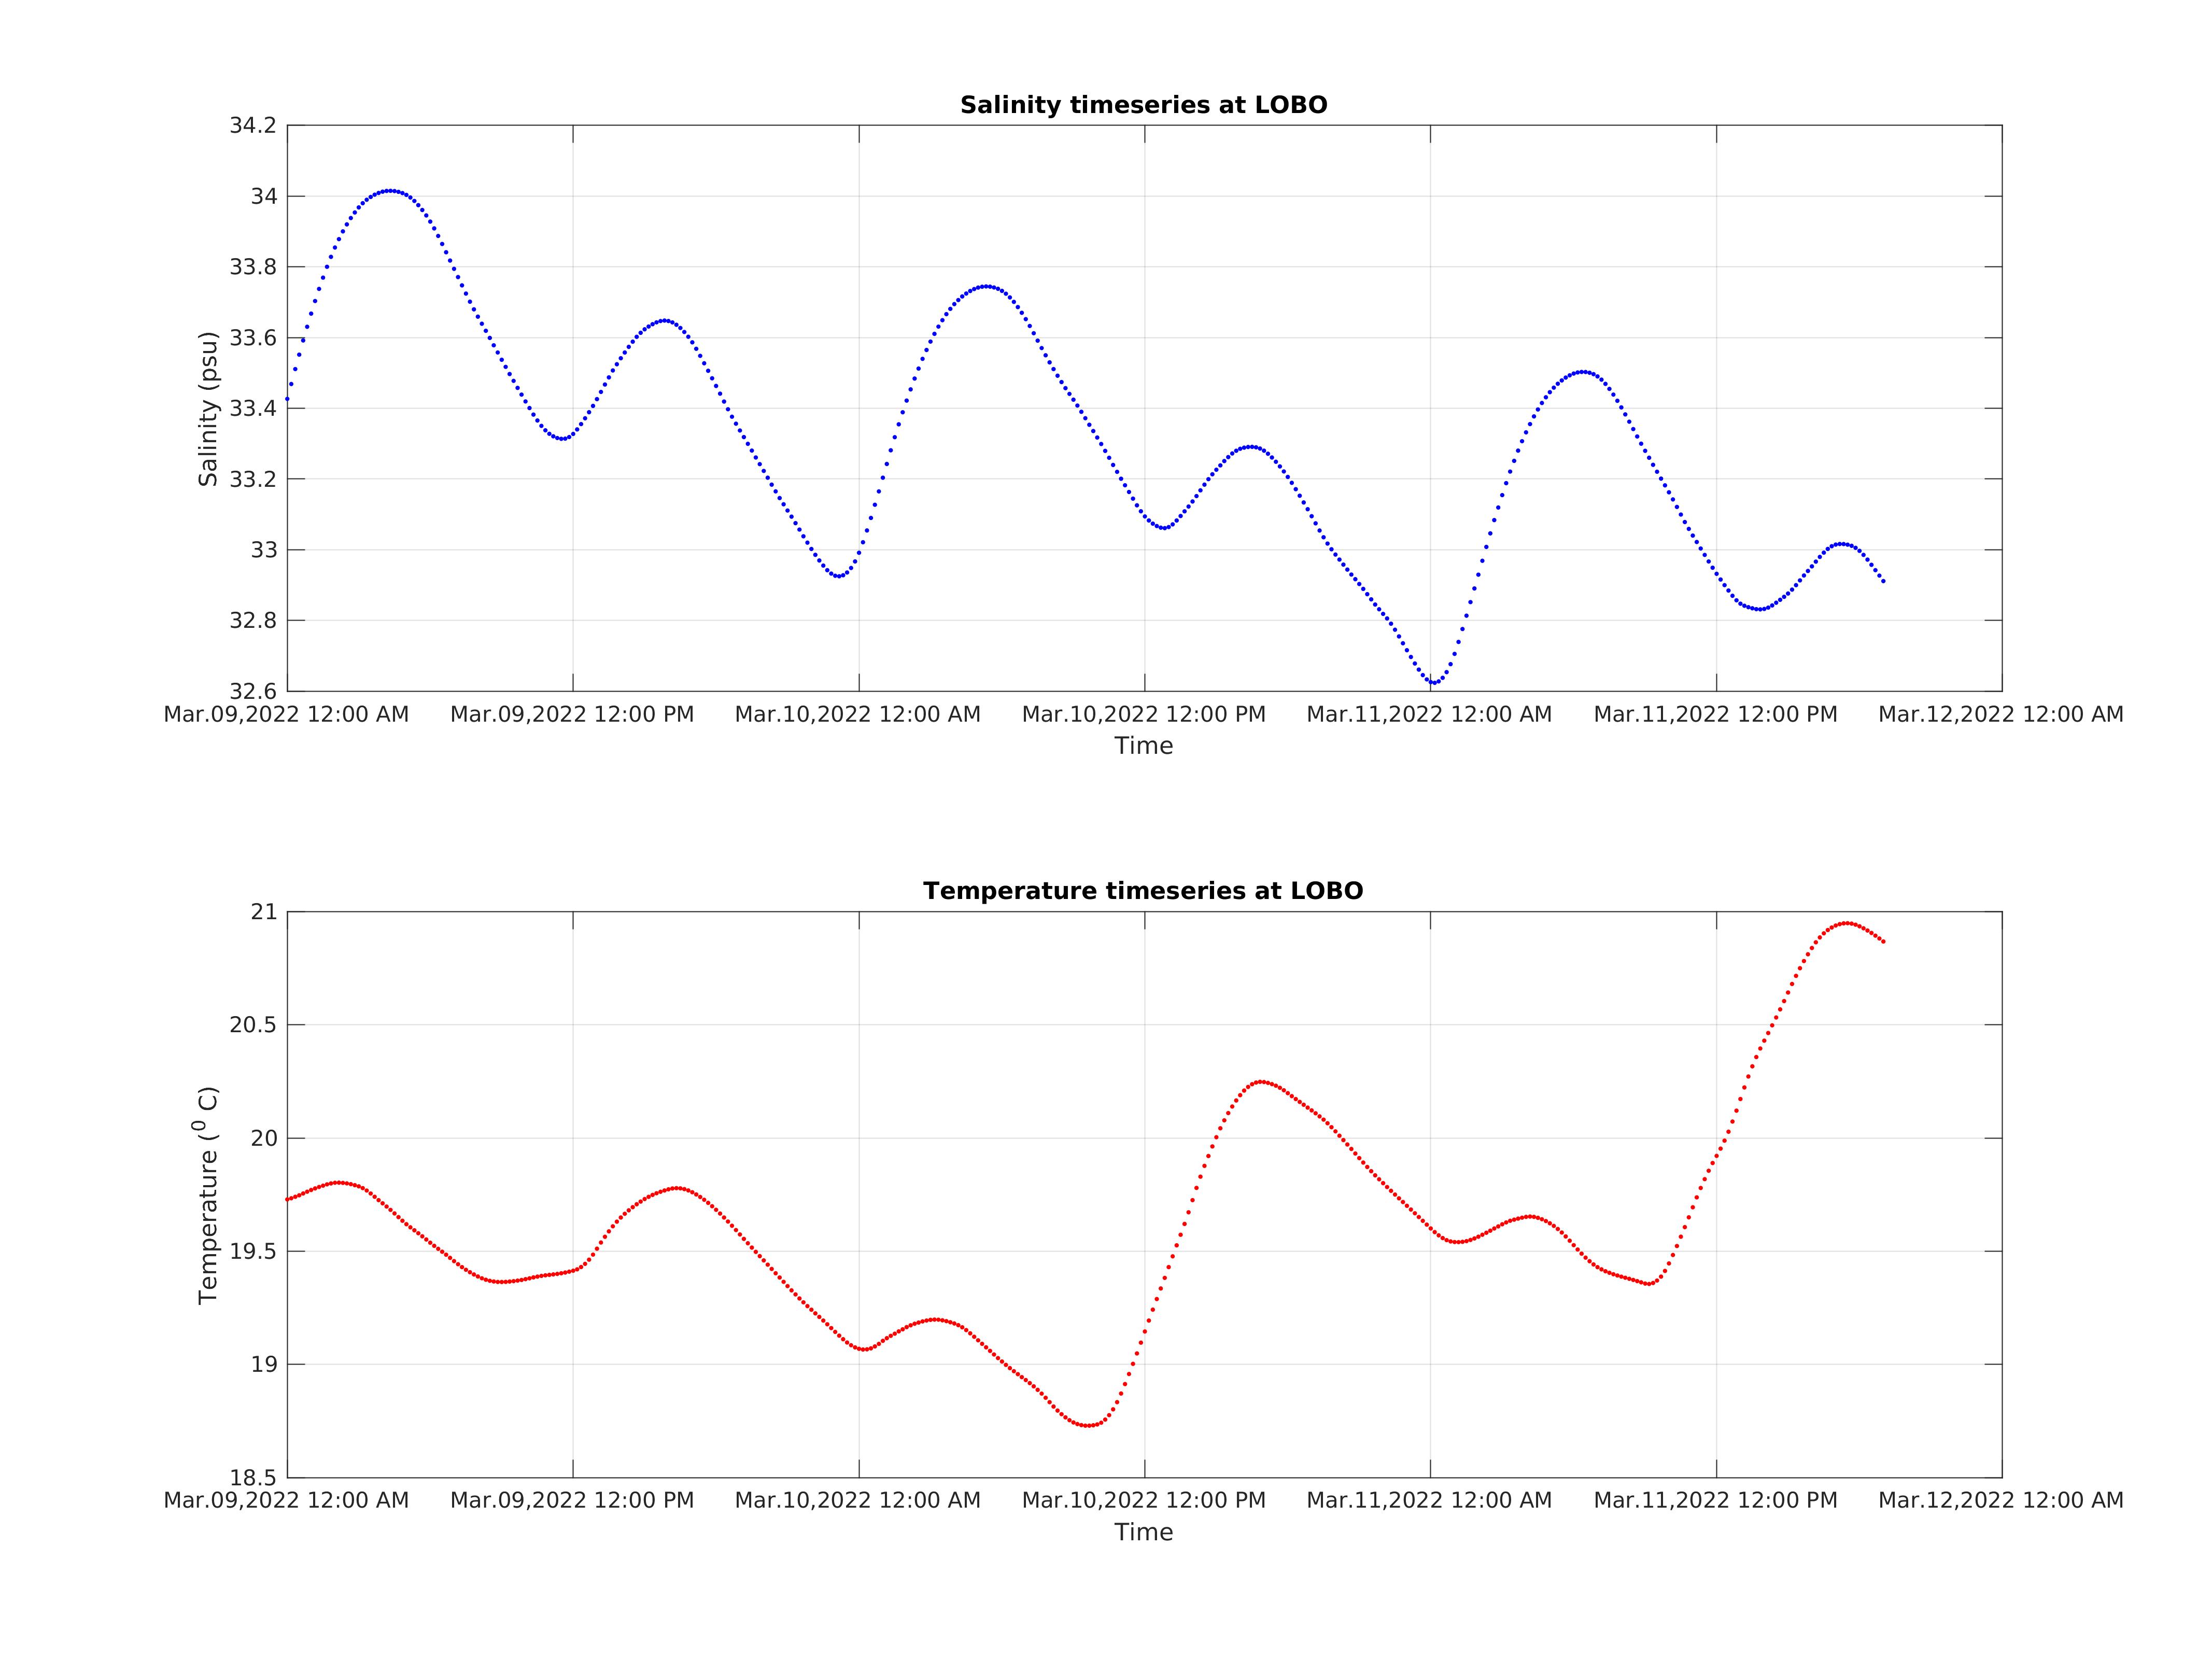 Salinity timeseries at LOBO
34.2
34
33.8
33.6
33.4
33.2
33
32.8
32.6
Salinity (psu)
Mar.09,2022 12:00 AM Mar.09,2022 12:00 PM Mar.10,2022 12:00 AM Mar.10,2022 12:00 PM Mar.11,2022 12:00 AM Mar.11,2022 12:00 PM Mar.12,2022 12:00 AM
Time
Temperature timeseries at LOBO
21
20.5
20
19.5
19
18.5
Temperature (⁰ C)
Mar.09,2022 12:00 AM Mar.09,2022 12:00 PM Mar.10,2022 12:00 AM Mar.10,2022 12:00 PM Mar.11,2022 12:00 AM Mar.11,2022 12:00 PM Mar.12,2022 12:00 AM
Time